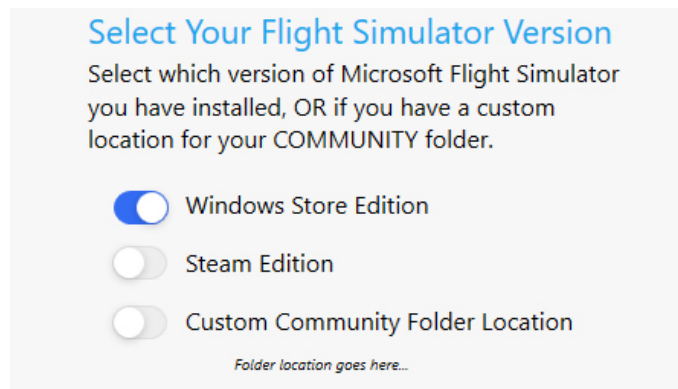 Select Your Flight Simulator Version
Select which version of Microsoft Flight Simulator
you have installed, OR if you have a custom
location for your COMMUNITY folder.
Windows Store Edition
Steam Edition
Custom Community Folder Location
Folder location goes here...